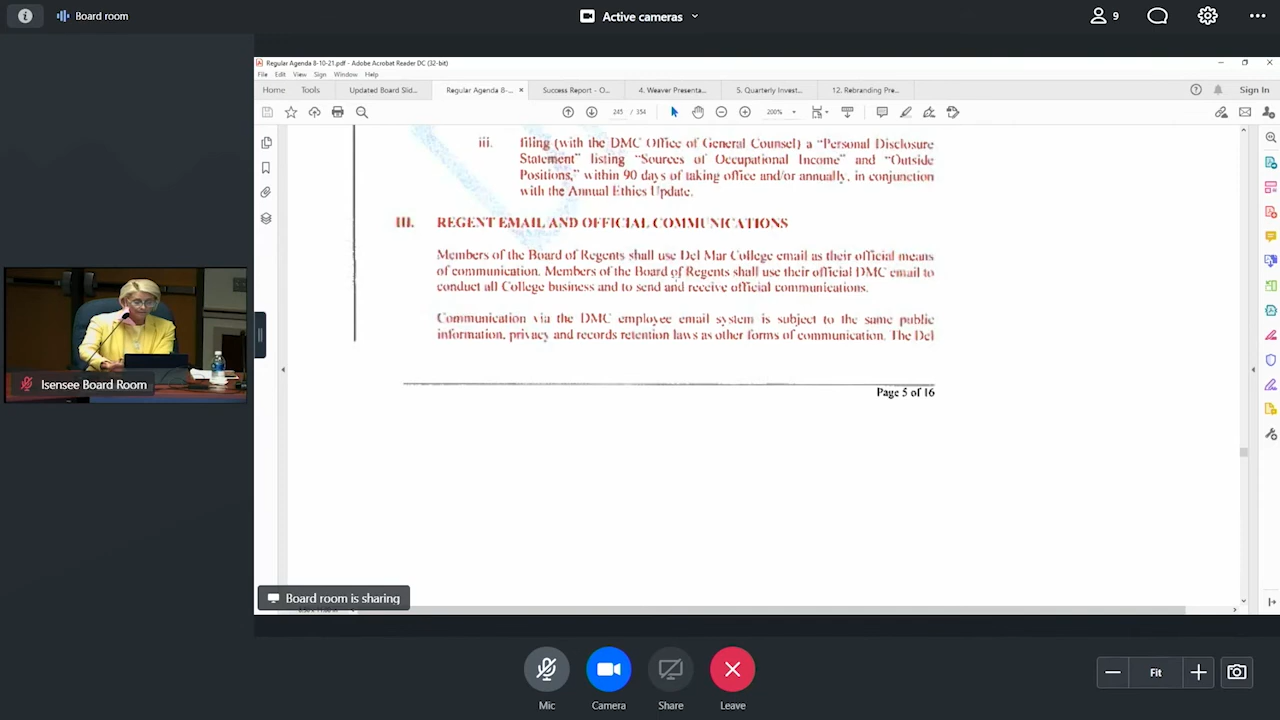 Board room
Active cameras
9
Regular Agenda 8-10-21.pdf - Adobe Acrobat Reader DC (32-bit)
File Edit View Sign Window Help
Home Tools Updated Board Slid... Regular Agenda 8-... Success Report - O... 4. Weaver Presenta... 5. Quarterly Invest... 12. Rebranding Pre... Sign In
245 / 354 200%
iii. filing (with the DMC Office of General Counsel) a "Personal Disclosure
Statement" listing "Sources of Occupational Income" and "Outside
Positions," within 90 days of taking office and/or annually, in conjunction
with the Annual Ethics Update.
III. REGENT EMAIL AND OFFICIAL COMMUNICATIONS
Members of the Board of Regents shall use Del Mar College email as their official means
of communication. Members of the Board of Regents shall use their official DMC email to
conduct all College business and to send and receive official communications.
Communication via the DMC employee email system is subject to the same public
information, privacy and records retention laws as other forms of communication. The Del
Page 5 of 16
Isensee Board Room
Board room is sharing
Mic Camera Share Leave
Fit